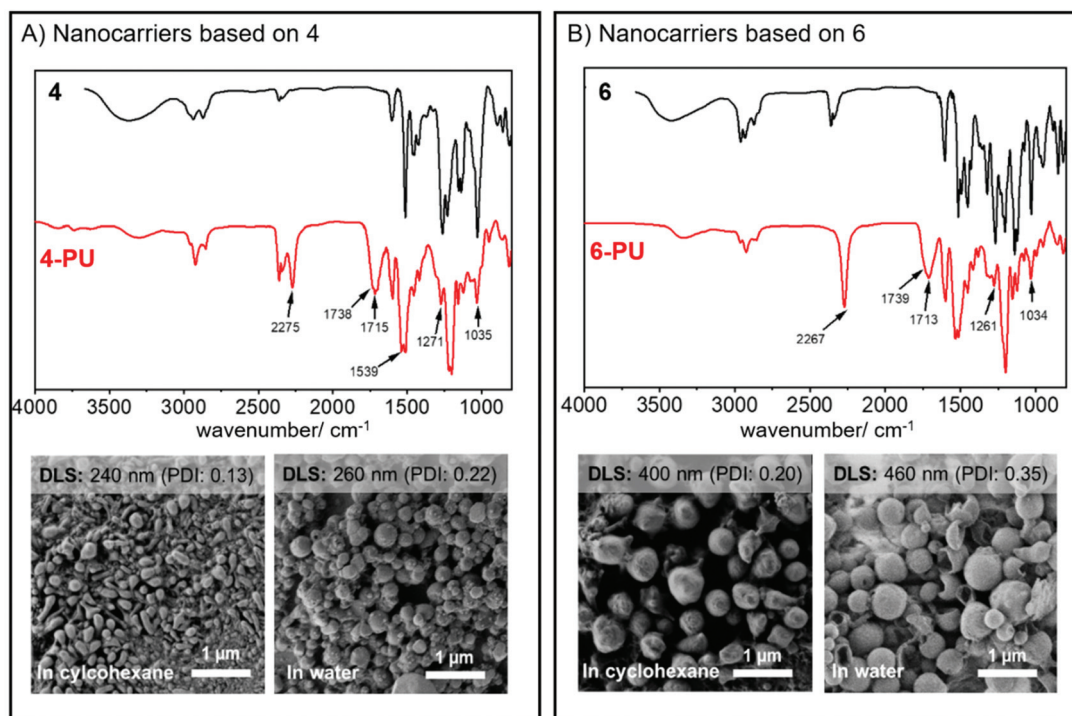 A) Nanocarriers based on 4
4
4-PU
2275
1738
1715
1539
1271
1035
4000 3500 3000 2500 2000 1500 1000
wavenumber/ cm-1
DLS: 240 nm (PDI: 0.13)
In cylcohexane
1 µm
DLS: 260 nm (PDI: 0.22)
In water
1 µm
B) Nanocarriers based on 6
6
6-PU
2267
1739
1713
1261
1034
4000 3500 3000 2500 2000 1500 1000
wavenumber/ cm-1
DLS: 400 nm (PDI: 0.20)
In cyclohexane
1 µm
DLS: 460 nm (PDI: 0.35)
In water
1 µm